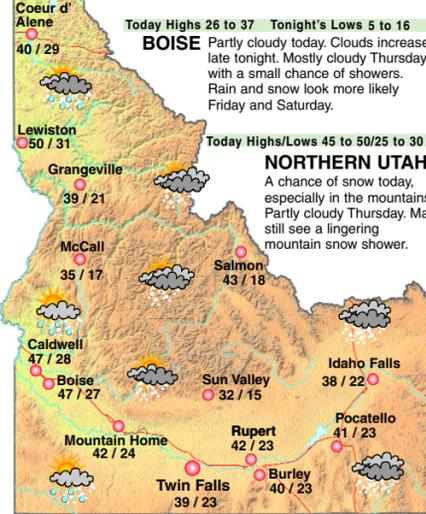 Coeur d'
Alene
40 / 29
Today Highs 26 to 37 Tonight's Lows 5 to 16
BOISE Partly cloudy today. Clouds increase
late tonight. Mostly cloudy Thursday
with a small chance of showers.
Rain and snow look more likely
Friday and Saturday.
Lewiston
50 / 31
Today Highs/Lows 45 to 50/25 to 30
NORTHERN UTAH
A chance of snow today,
especially in the mountains
Partly cloudy Thursday. Ma
still see a lingering
mountain snow shower.
Grangeville
39 / 21
McCall
35 / 17
Salmon
43 / 18
Caldwell
47 / 28
Boise
47 / 27
Sun Valley
32 / 15
Idaho Falls
38 / 22
Mountain Home
42 / 24
Rupert
42 / 23
Pocatello
41 / 23
Twin Falls
39 / 23
Burley
40 / 23